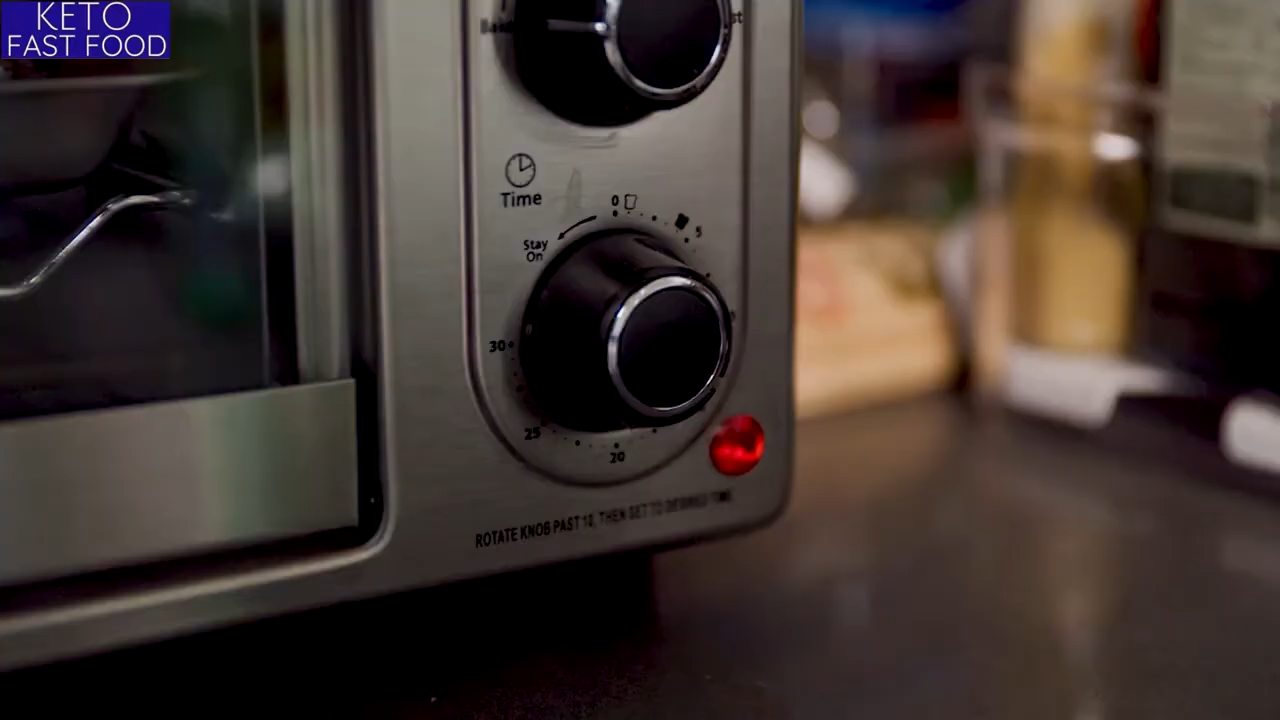 KETO
FAST FOOD
Time
0
5
Stay
On
30
25
20
ROTATE KNOB PAST 10, THEN SET TO DESIRED TIME